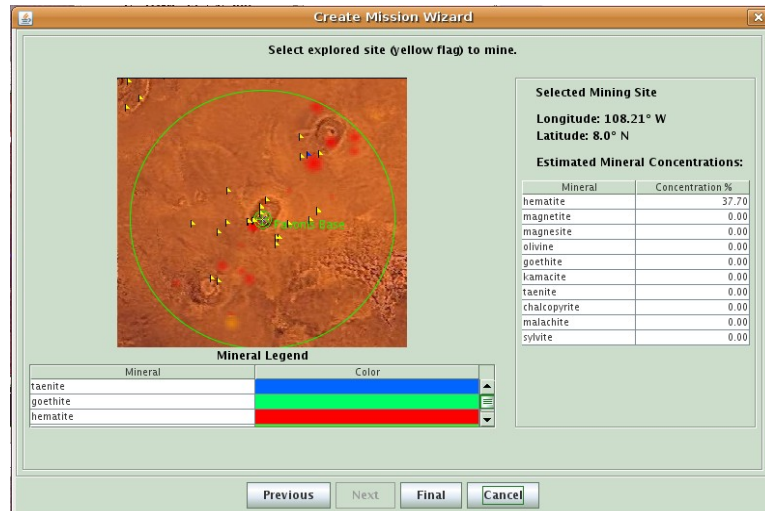 Create Mission Wizard
Select explored site (yellow flag) to mine.
Pavonis Base
Mineral Legend
Mineral Color
taenite
goethite
hematite
Selected Mining Site
Longitude: 108.21° W
Latitude: 8.0° N
Estimated Mineral Concentrations:
Mineral Concentration %
hematite 37.70
magnetite 0.00
magnesite 0.00
olivine 0.00
goethite 0.00
kamacite 0.00
taenite 0.00
chalcopyrite 0.00
malachite 0.00
sylvite 0.00
Previous Next Final Cancel